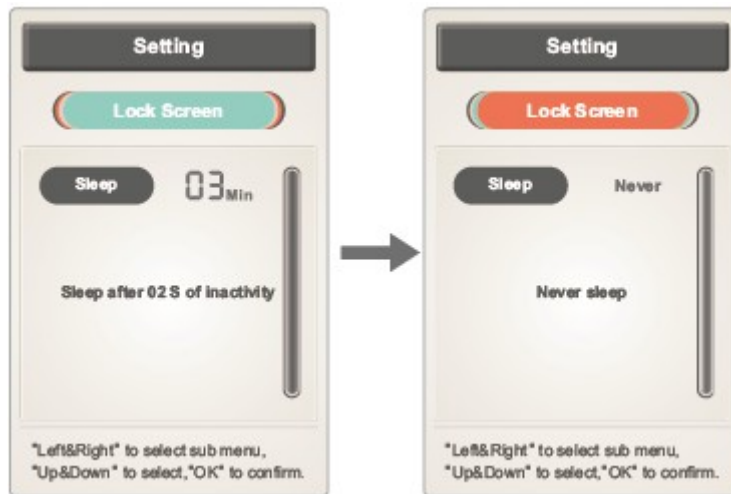 Setting
Lock Screen
Sleep
03 Min
Sleep after 02 S of inactivity
"Left&Right" to select sub menu,
"Up&Down" to select,"OK" to confirm.
Setting
Lock Screen
Sleep
Never
Never sleep
"Left&Right" to select sub menu,
"Up&Down" to select,"OK" to confirm.